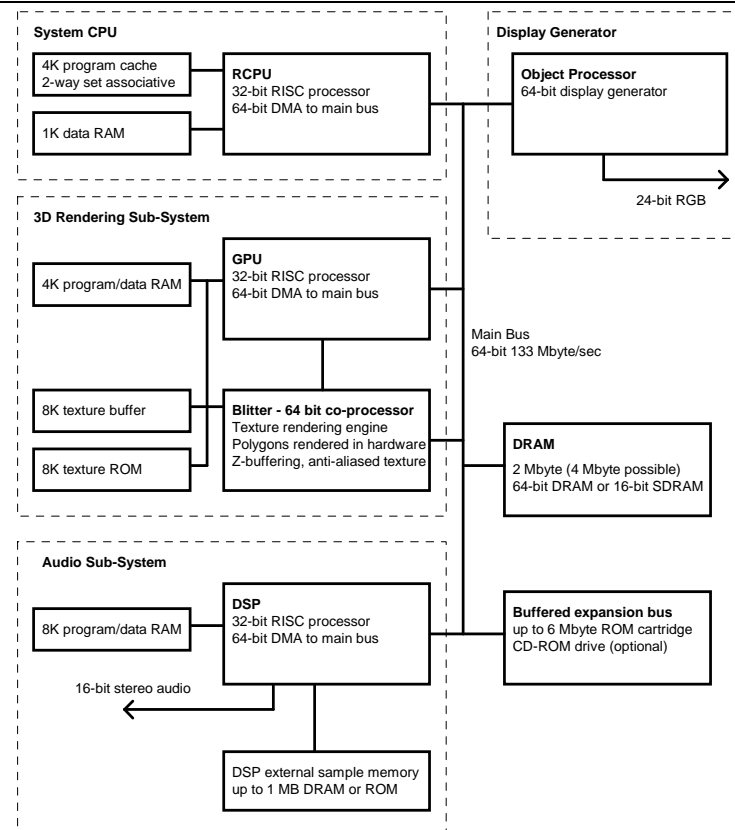 System CPU
4K program cache
2-way set associative
1K data RAM
RCPU
32-bit RISC processor
64-bit DMA to main bus
Display Generator
Object Processor
64-bit display generator
24-bit RGB
3D Rendering Sub-System
4K program/data RAM
GPU
32-bit RISC processor
64-bit DMA to main bus
Main Bus
64-bit 133 Mbyte/sec
8K texture buffer
8K texture ROM
Blitter - 64 bit co-processor
Texture rendering engine
Polygons rendered in hardware
Z-buffering, anti-aliased texture
DRAM
2 Mbyte (4 Mbyte possible)
64-bit DRAM or 16-bit SDRAM
Audio Sub-System
8K program/data RAM
DSP
32-bit RISC processor
64-bit DMA to main bus
Buffered expansion bus
up to 6 Mbyte ROM cartridge
CD-ROM drive (optional)
16-bit stereo audio
DSP external sample memory
up to 1 MB DRAM or ROM